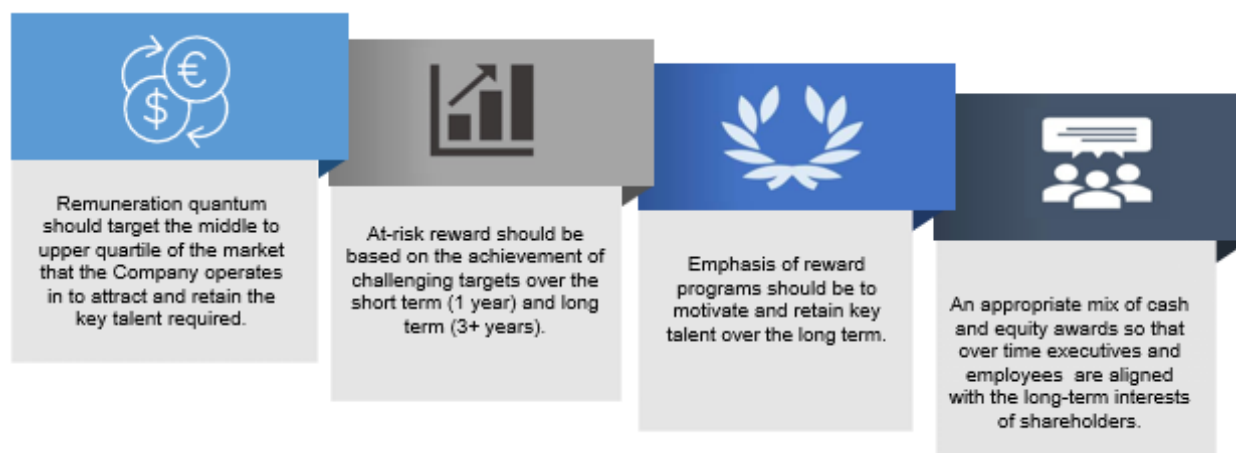 Remuneration quantum
should target the middle to
upper quartile of the market
that the Company operates
in to attract and retain the
key talent required.
At-risk reward should be
based on the achievement of
challenging targets over the
short term (1 year) and long
term (3+ years).
Emphasis of reward
programs should be to
motivate and retain key
talent over the long term.
An appropriate mix of cash
and equity awards so that
over time executives and
employees  are aligned
with the long-term interests
of shareholders.